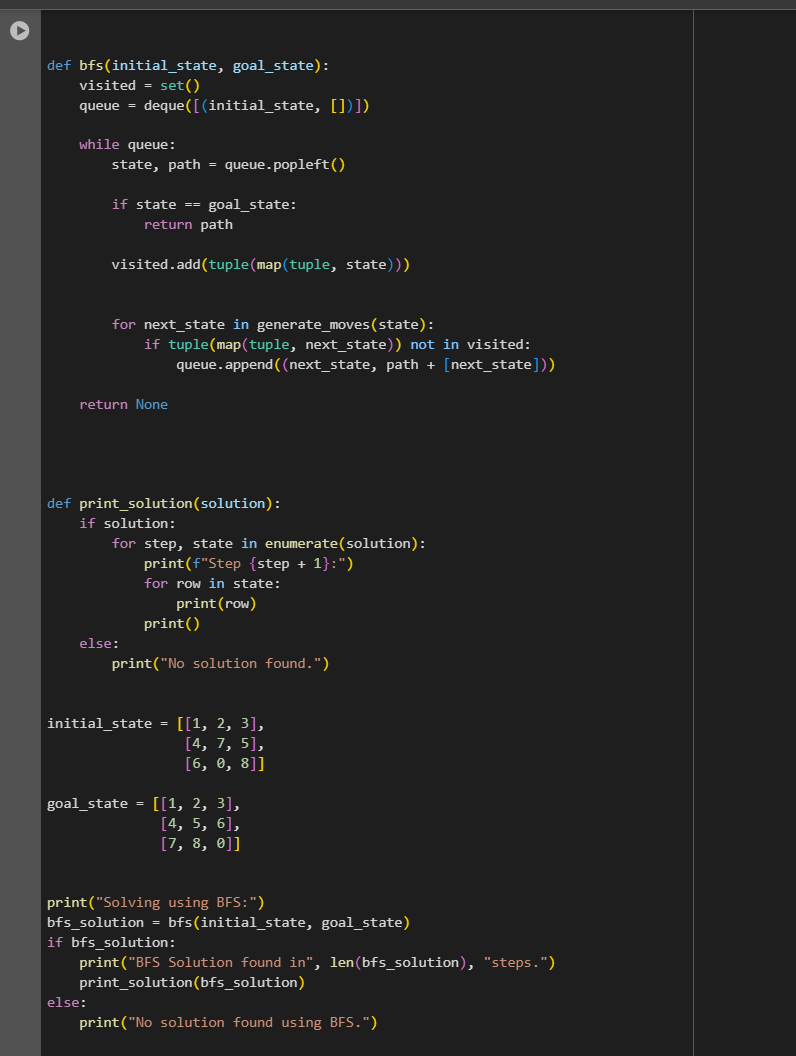 def bfs(initial_state, goal_state):
    visited = set()
    queue = deque([(initial_state, [])])

    while queue:
        state, path = queue.popleft()

        if state == goal_state:
            return path

        visited.add(tuple(map(tuple, state)))


        for next_state in generate_moves(state):
            if tuple(map(tuple, next_state)) not in visited:
                queue.append((next_state, path + [next_state]))

    return None




def print_solution(solution):
    if solution:
        for step, state in enumerate(solution):
            print(f"Step {step + 1}:")
            for row in state:
                print(row)
            print()
    else:
        print("No solution found.")


initial_state = [[1, 2, 3],
                 [4, 7, 5],
                 [6, 0, 8]]

goal_state = [[1, 2, 3],
              [4, 5, 6],
              [7, 8, 0]]


print("Solving using BFS:")
bfs_solution = bfs(initial_state, goal_state)
if bfs_solution:
    print("BFS Solution found in", len(bfs_solution), "steps.")
    print_solution(bfs_solution)
else:
    print("No solution found using BFS.")